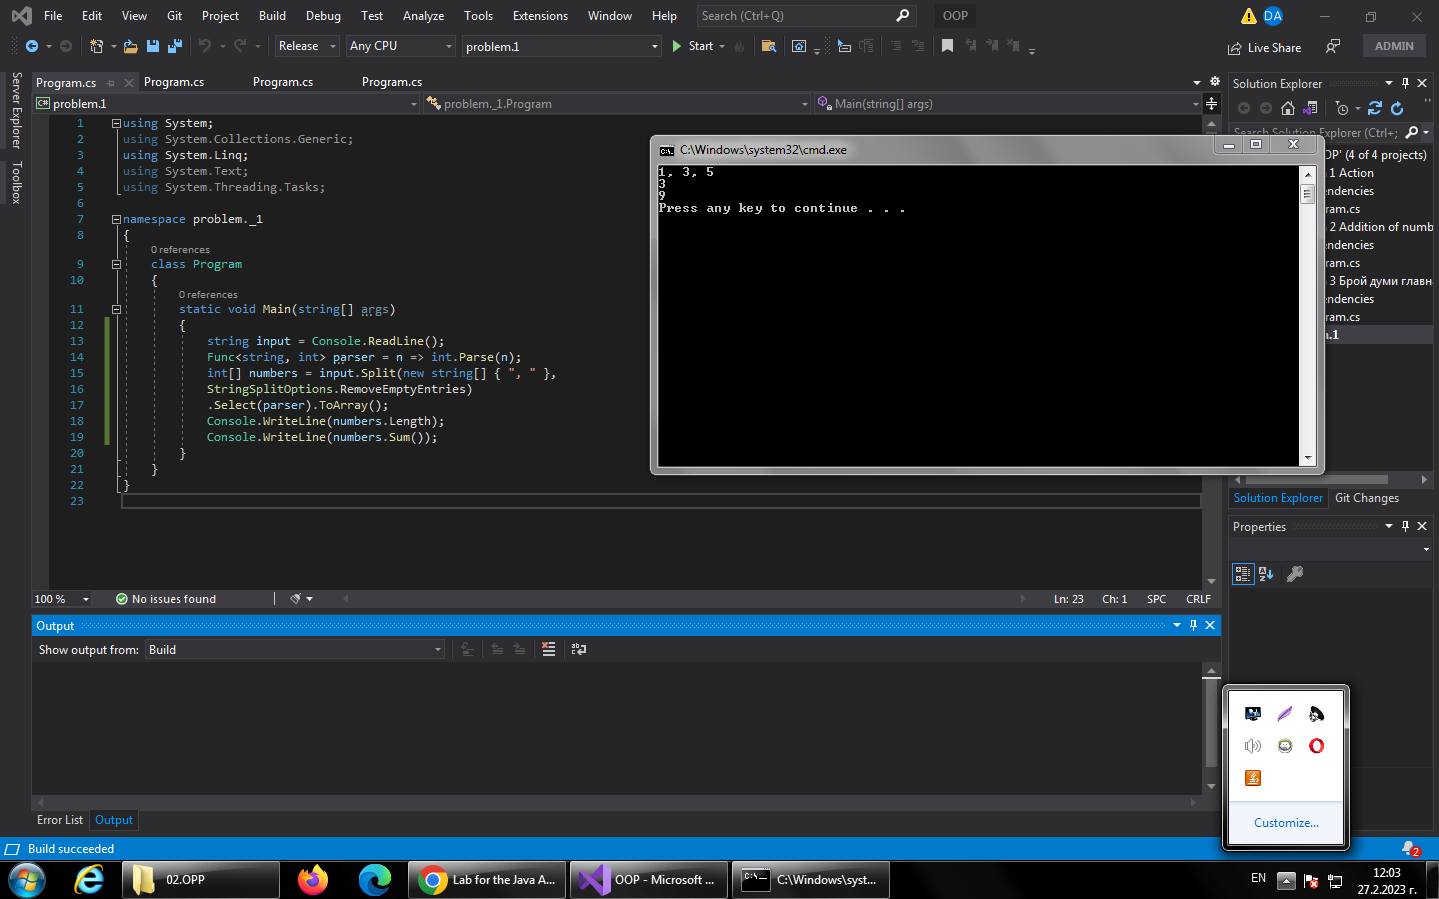 File Edit View Git Project Build Debug Test Analyze Tools Extensions Window Help Search (Ctrl+Q) OOP DA
Release Any CPU problem.1 Start Live Share ADMIN
Server Explorer
Toolbox
Program.cs Program.cs Program.cs Program.cs
problem.1 problem._1.Program Main(string[] args)
1 using System;
2 using System.Collections.Generic;
3 using System.Linq;
4 using System.Text;
5 using System.Threading.Tasks;
6
7 namespace problem._1
8 {
0 references
9 class Program
10 {
0 references
11 static void Main(string[] args)
12 {
13 string input = Console.ReadLine();
14 Func<string, int> parser = n => int.Parse(n);
15 int[] numbers = input.Split(new string[] { ", " },
16 StringSplitOptions.RemoveEmptyEntries)
17 .Select(parser).ToArray();
18 Console.WriteLine(numbers.Length);
19 Console.WriteLine(numbers.Sum());
20 }
21 }
22 }
23
100 % No issues found Ln: 23 Ch: 1 SPC CRLF
C:\Windows\system32\cmd.exe
1, 3, 5
3
9
Press any key to continue . . .
Solution Explorer
Search Solution Explorer (Ctrl+;
OP' (4 of 4 projects)
1 Action
ndencies
ram.cs
2 Addition of numb
endencies
ram.cs
3 Брой думи главна
endencies
ram.cs
.1
Solution Explorer Git Changes
Properties
Output
Show output from: Build
Error List Output
Customize...
Build succeeded 2
02.OPP Lab for the Java A... OOP - Microsoft ... C:\Windows\syst... EN 12:03
27.2.2023 г.